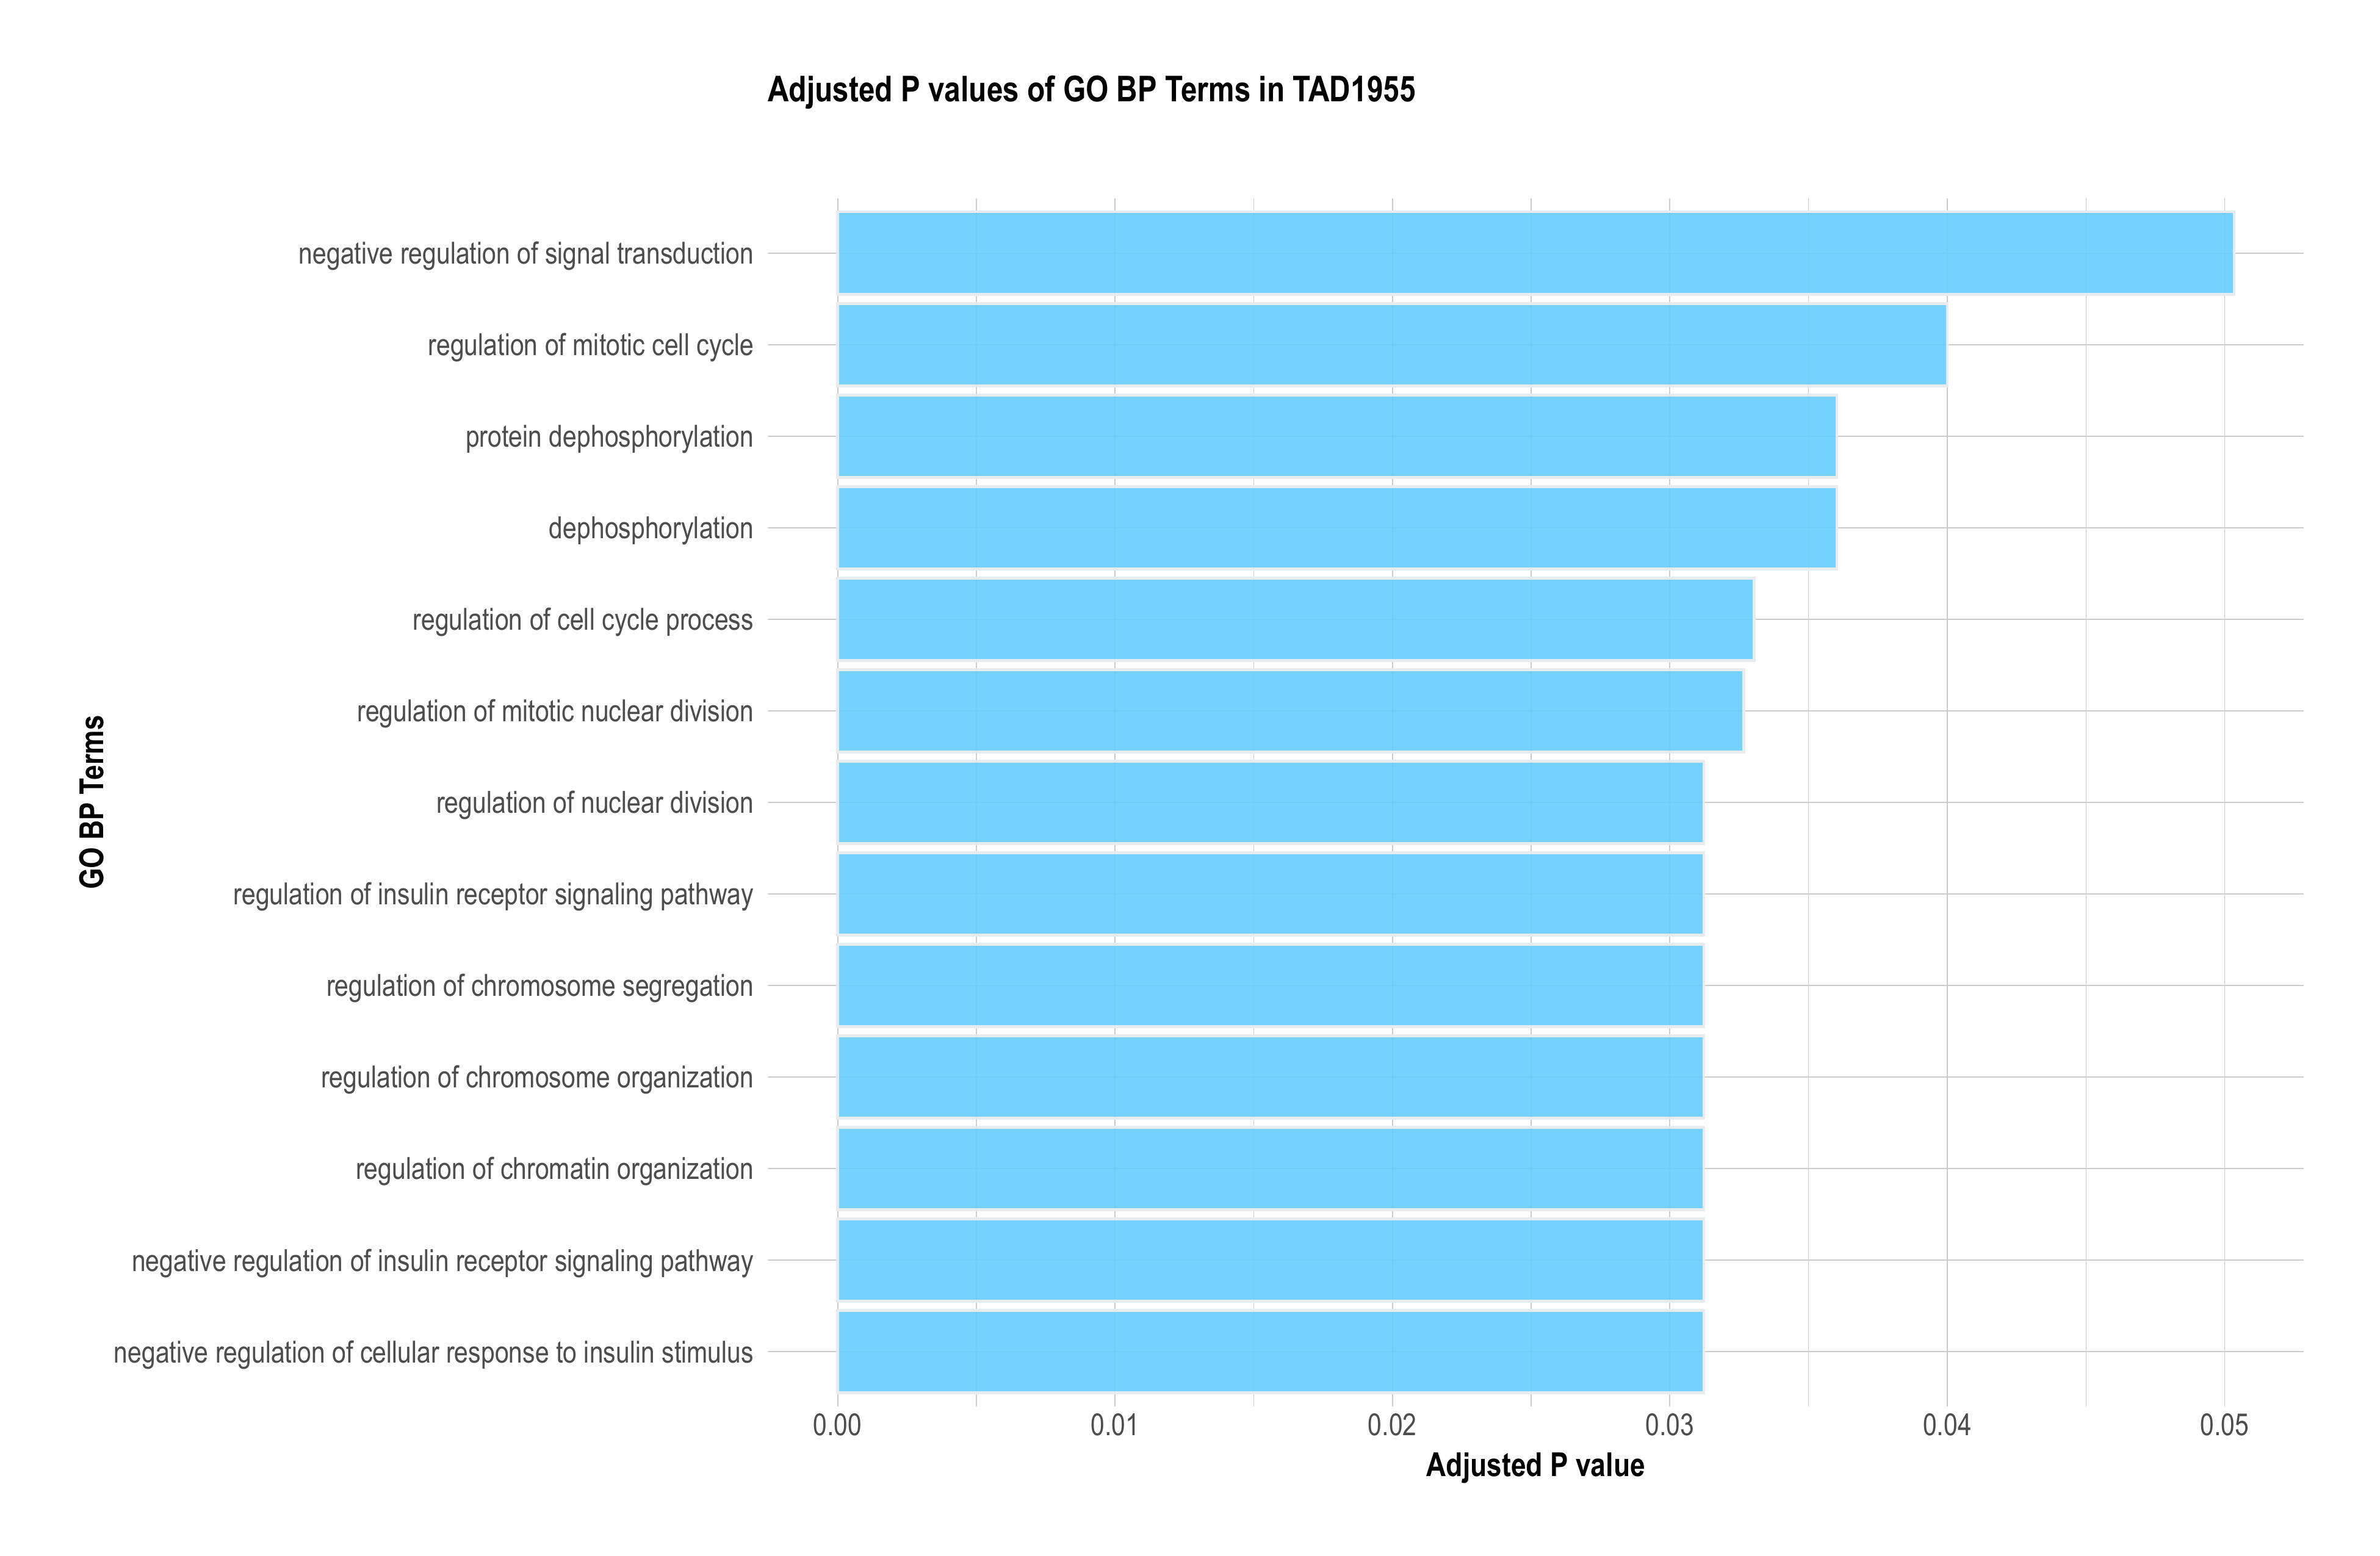 Adjusted P values of GO BP Terms in TAD1955
negative regulation of signal transduction
regulation of mitotic cell cycle
protein dephosphorylation
dephosphorylation
regulation of cell cycle process
regulation of mitotic nuclear division
regulation of nuclear division
regulation of insulin receptor signaling pathway
regulation of chromosome segregation
regulation of chromosome organization
regulation of chromatin organization
negative regulation of insulin receptor signaling pathway
negative regulation of cellular response to insulin stimulus
GO BP Terms
0.00 0.01 0.02 0.03 0.04 0.05
Adjusted P value